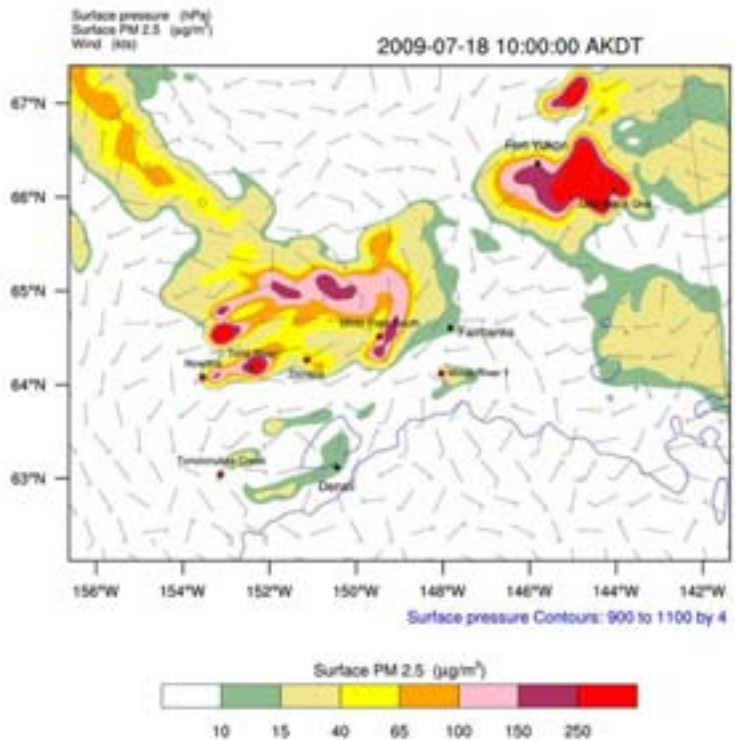 Surface pressure (hPa)
Surface PM 2.5 (µg/m³)
Wind (kts)
2009-07-18 10:00:00 AKDT
67°N
66°N
65°N
64°N
63°N
Fort Yukon
Fairbanks
Denali
156°W
154°W
152°W
150°W
148°W
146°W
144°W
142°W
Surface pressure Contours: 900 to 1100 by 4
Surface PM 2.5 (µg/m³)
10
15
40
65
100
150
250